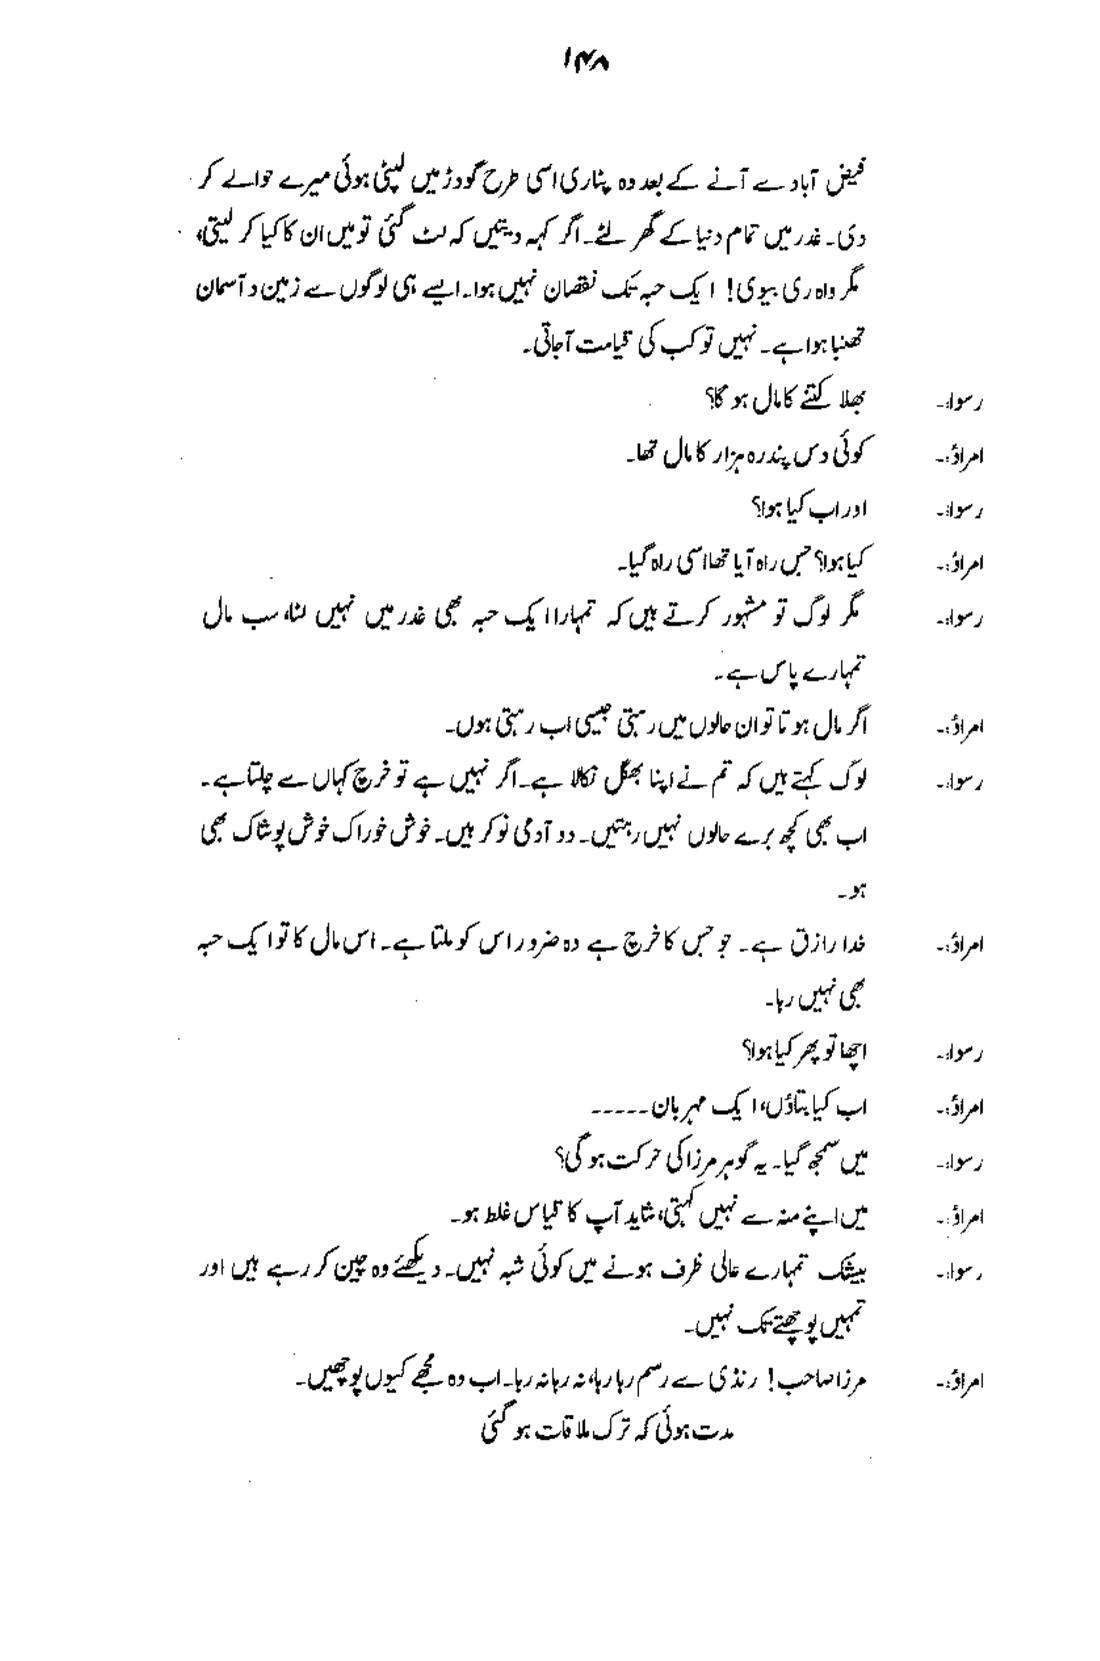 ۱۴۸
فیض آباد سے آنے کے بعد وہ پٹاری اسی طرح گودڑ میں لپٹی ہوئی میرے حوالے کر
دی۔ غدر میں تمام دنیا کے گھر لٹے۔ اگر کہہ دیتیں کہ لٹ گئی تو میں ان کا کیا کر لیتی،
مگر واہ ری بیوی! ایک حبہ تک نقصان نہیں ہوا۔ ایسے ہی لوگوں سے زمین و آسمان
تھنبا ہوا ہے۔ نہیں تو کب کی قیامت آجاتی۔
رسوا:۔ بھلا کتنے کا مال ہو گا؟
امراؤ:۔ کوئی دس پندرہ ہزار کا مال تھا۔
رسوا:۔ اور اب کیا ہوا؟
امراؤ:۔ کیا ہوا؟ جس راہ آیا تھا اسی راہ گیا۔
رسوا:۔ مگر لوگ تو مشہور کرتے ہیں کہ تمہارا ایک حبہ بھی غدر میں نہیں لٹا، سب مال
تمہارے پاس ہے۔
امراؤ:۔ اگر مال ہوتا تو ان حالوں میں رہتی جیسی اب رہتی ہوں۔
رسوا:۔ لوگ کہتے ہیں کہ تم نے اپنا بھگل نکالا ہے۔ اگر نہیں ہے تو خرچ کہاں سے چلتا ہے۔
اب بھی کچھ برے حالوں نہیں رہتیں۔ دو آدمی نوکر ہیں۔ خوش خوراک خوش پوشاک بھی
ہو۔
امراؤ:۔ خدا رازق ہے۔ جو جس کا خرچ ہے وہ ضرور اس کو ملتا ہے۔ اس مال کا تو ایک حبہ
بھی نہیں رہا۔
رسوا:۔ اچھا تو پھر کیا ہوا؟
امراؤ:۔ اب کیا بتاؤں، ایک مہربان -----
رسوا:۔ میں سمجھ گیا۔ یہ گوہر مرزا کی حرکت ہو گی؟
امراؤ:۔ میں اپنے منہ سے نہیں کہتی، شاید آپ کا قیاس غلط ہو۔
رسوا:۔ بیشک تمہارے عالی ظرف ہونے میں کوئی شبہ نہیں۔ دیکھئے وہ چین کر رہے ہیں اور
تمہیں پوچھتے تک نہیں۔
امراؤ:۔ مرزا صاحب! رنڈی سے رسم رہا رہا، نہ رہا نہ رہا۔ اب وہ مجھے کیوں پوچھیں۔
مدت ہوئی کہ ترک ملاقات ہو گئی